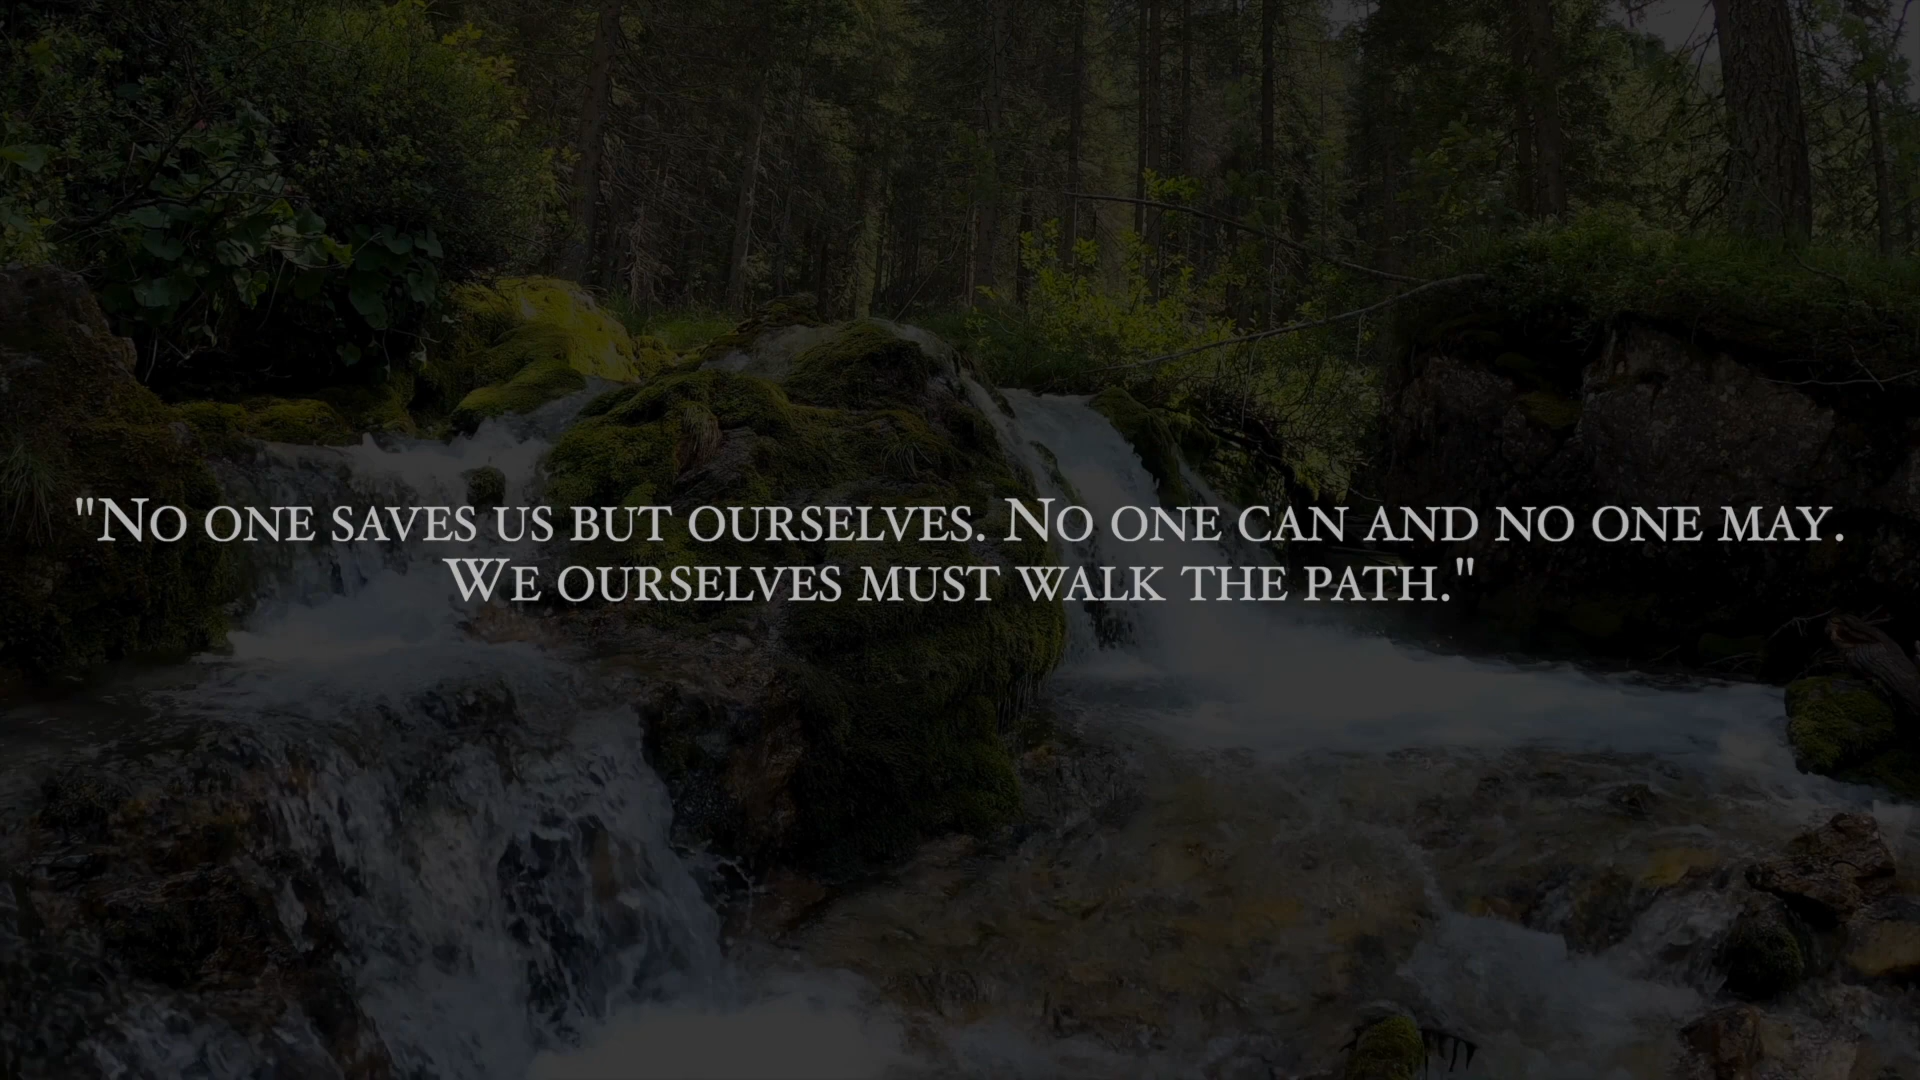 "No one saves us but ourselves. No one can and no one may.
We ourselves must walk the path."